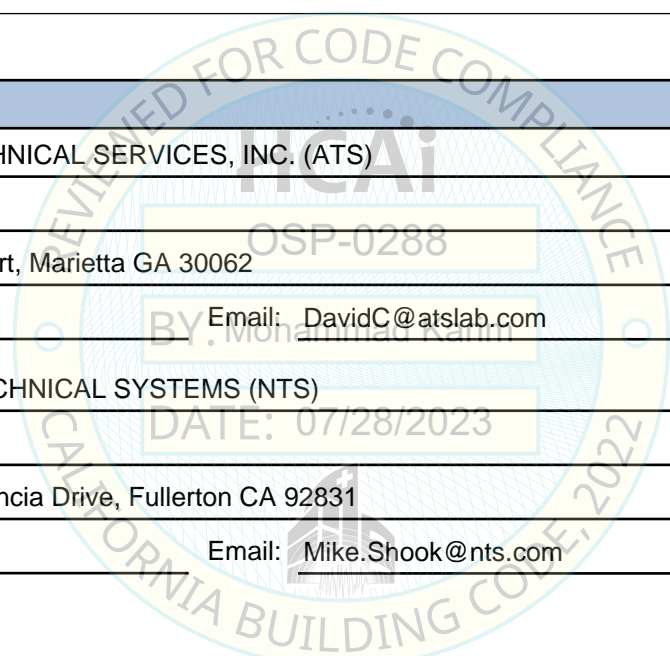 REVIEWED FOR CODE COMPLIANCE
HCAi
HNICAL SERVICES, INC. (ATS)
OSP-0288
rt, Marietta GA 30062
Email: DavidC@atslab.com
BY: Mohammad Karim
CHNICAL SYSTEMS (NTS)
DATE: 07/28/2023
ncia Drive, Fullerton CA 92831
Email: Mike.Shook@nts.com
CALIFORNIA BUILDING CODE, 2022